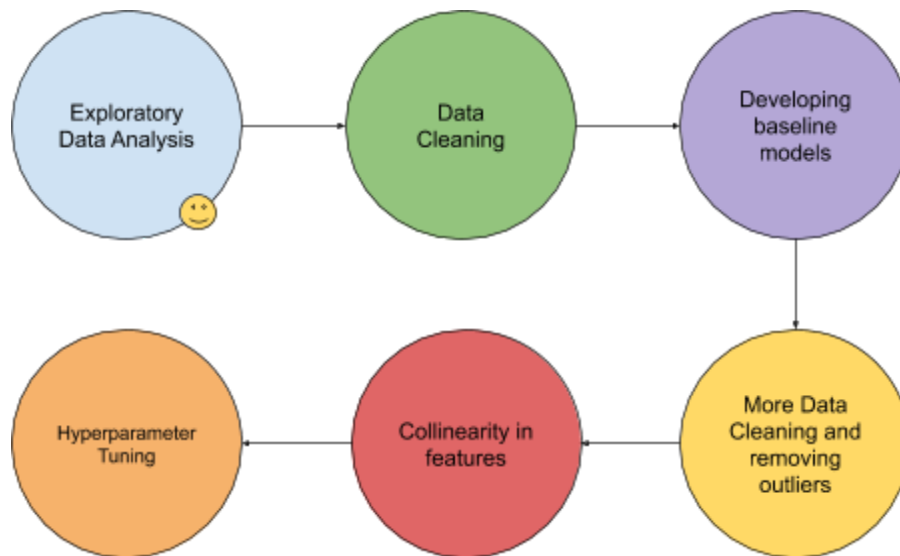 Exploratory
Data Analysis
Data
Cleaning
Developing
baseline
models
More Data
Cleaning and
removing
outliers
Collinearity in
features
Hyperparameter
Tuning